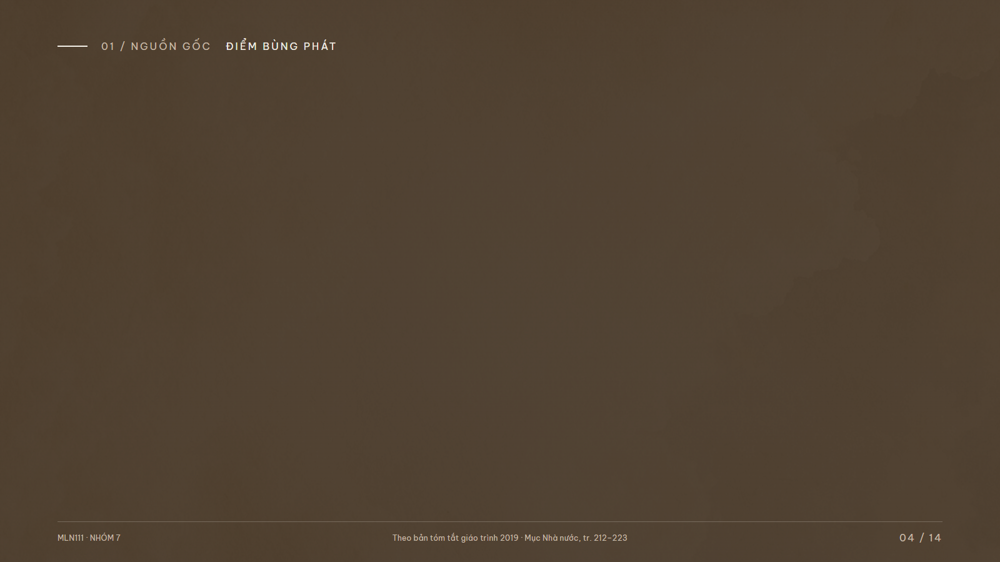 01 / NGUỒN GỐC ĐIỂM BÙNG PHÁT
MLN111 · NHÓM 7
Theo bản tóm tắt giáo trình 2019 · Mục Nhà nước, tr. 212–223
04 / 14